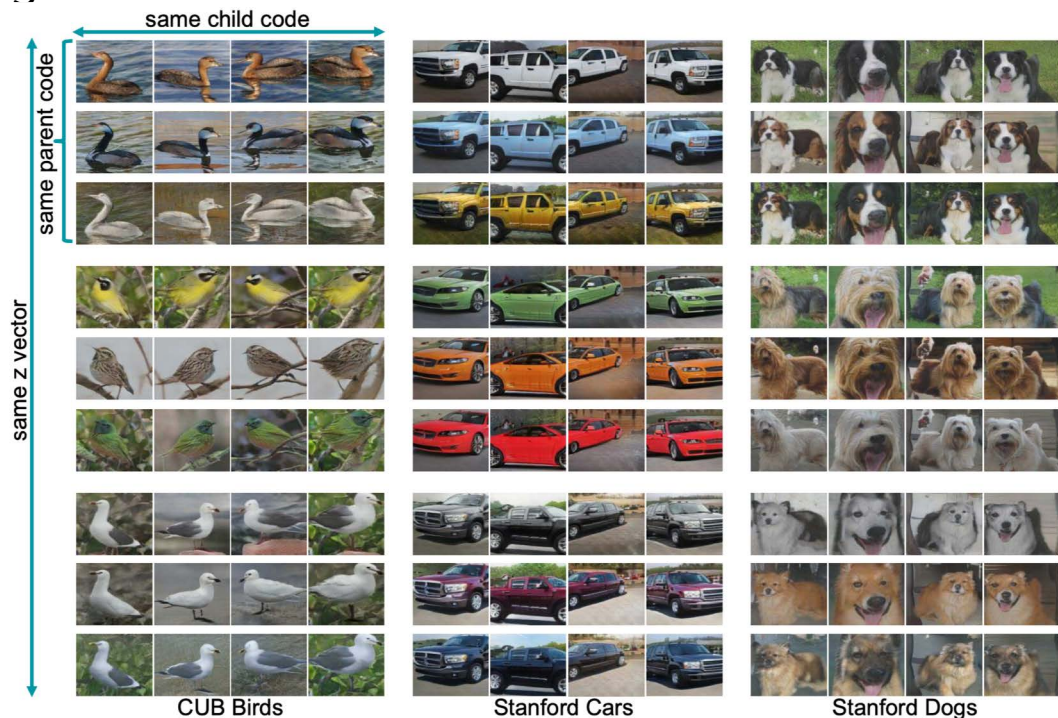 same child code
same parent code
same z vector
CUB Birds
Stanford Cars
Stanford Dogs